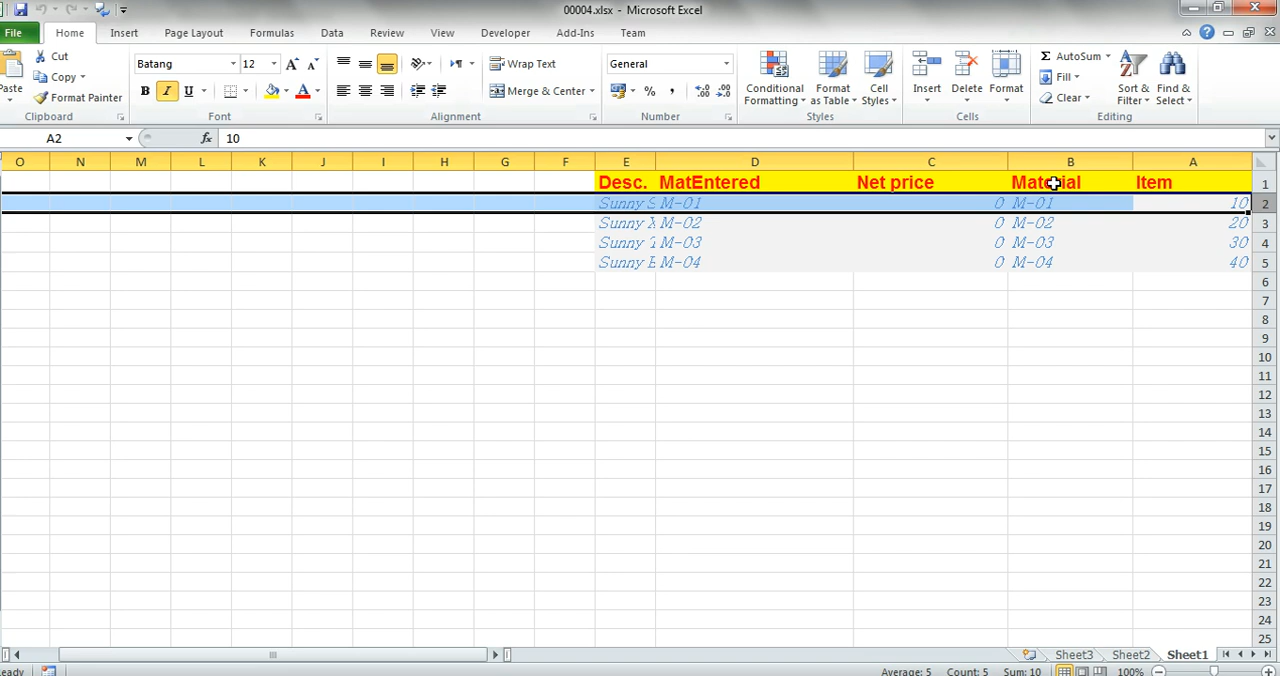 00004.xlsx - Microsoft Excel
File Home Insert Page Layout Formulas Data Review View Developer Add-Ins Team
Cut
Copy
Format Painter
Clipboard
Batang 12 A A
B I U A
Font
Wrap Text
Merge & Center
Alignment
General
% ,
Number
Conditional Formatting
Format as Table
Cell Styles
Styles
Insert Delete Format
Cells
AutoSum
Fill
Clear
Sort & Filter
Find & Select
Editing
A2 fx 10
O N M L K J I H G F E D C B A
Desc. MatEntered Net price Material Item 1
Sunny S M-01 0 M-01 10 2
Sunny X M-02 0 M-02 20 3
Sunny M-03 0 M-03 30 4
Sunny M-04 0 M-04 40 5
6
7
8
9
10
11
12
13
14
15
16
17
18
19
20
21
22
23
24
25
Sheet3 Sheet2 Sheet1
Average: 5 Count: 5 Sum: 10 100%